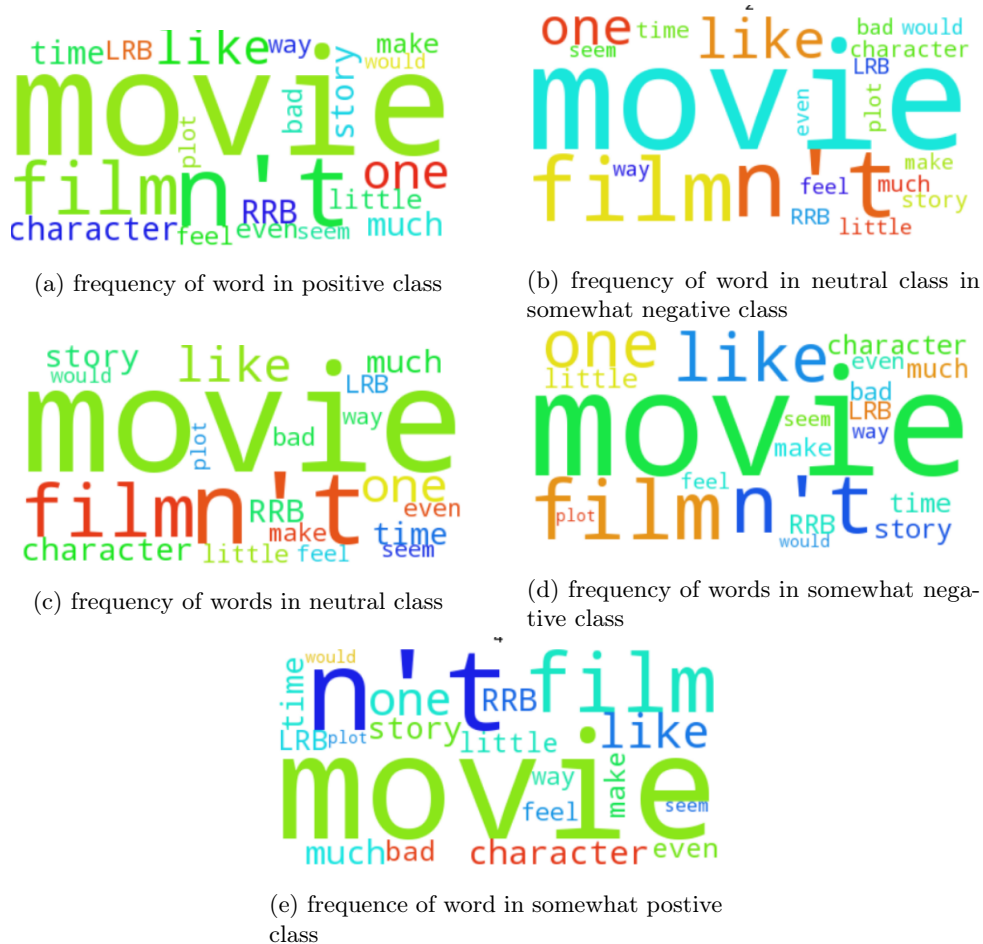 time LRB like way make
would
story
bad
movie
plot
film n't one
little
character RRB
feel even seem much
(a) frequency of word in positive class
2
one time like bad would
seem character
LRB
movie
even plot
film way n't make
feel much
story
RRB
little
(b) frequency of word in neutral class in
somewhat negative class
story like much
would LRB
movie
way
plot bad
film n't one
RRB even
make time
character little feel seem
(c) frequency of words in neutral class
one like character
even much
little bad
movie
LRB
seem way
make
feel
film n't time
plot RRB story
would
(d) frequency of words in somewhat nega-
tive class
4
would n't film
time one RRB
story like
LRB plot little
movie
way make
feel seem
much bad character even
(e) frequence of word in somewhat postive
class